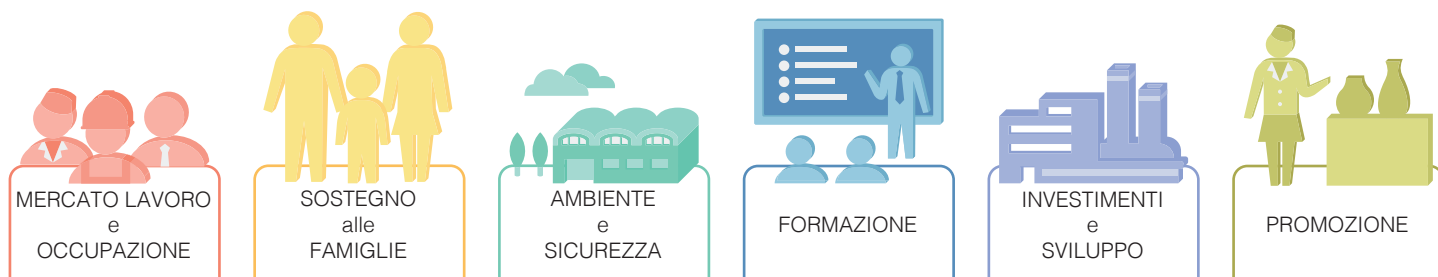 MERCATO LAVORO
e
OCCUPAZIONE
SOSTEGNO
alle
FAMIGLIE
AMBIENTE
e
SICUREZZA
FORMAZIONE
INVESTIMENTI
e
SVILUPPO
PROMOZIONE